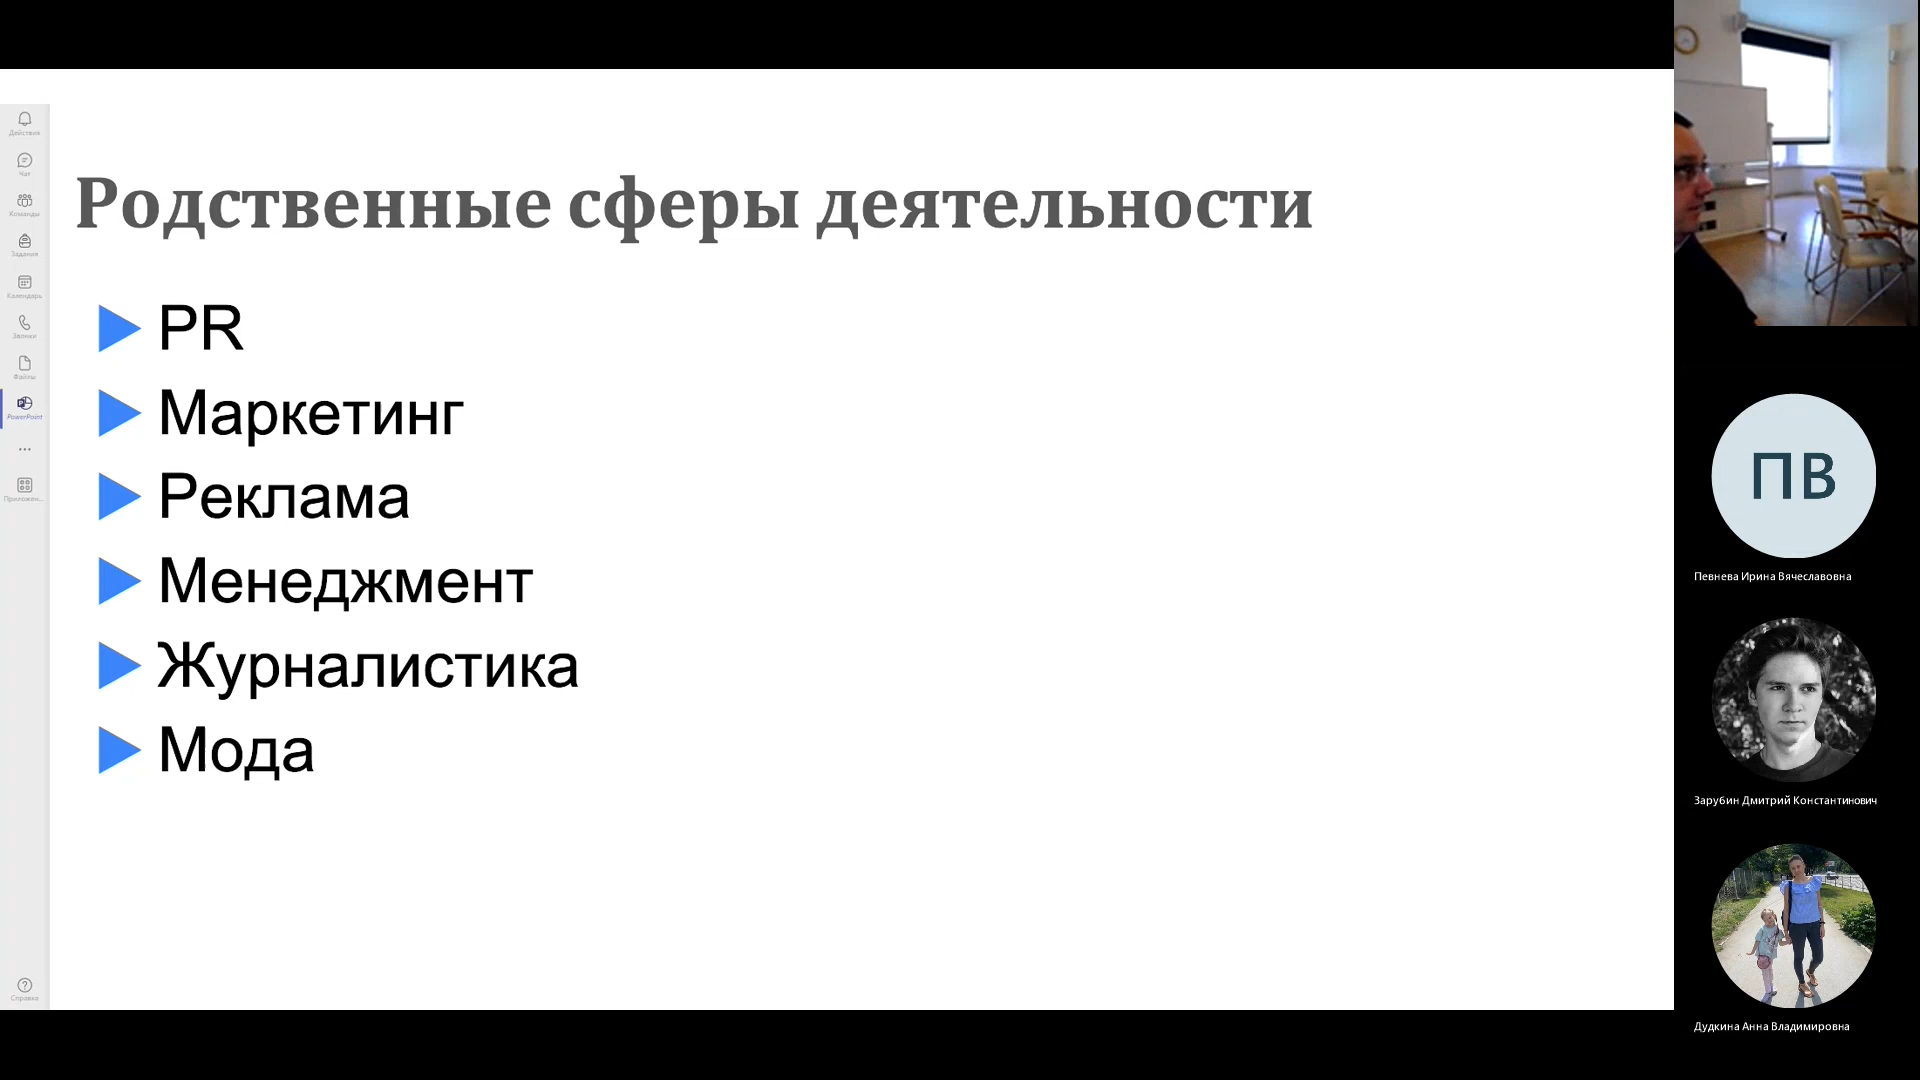 Действия
Чат
Команды
Задания
Календарь
Звонки
Файлы
PowerPoint
Приложен...
Справка
Родственные сферы деятельности
PR
Маркетинг
Реклама
Менеджмент
Журналистика
Мода
ПВ
Певнева Ирина Вячеславовна
Зарубин Дмитрий Константинович
Дудкина Анна Владимировна